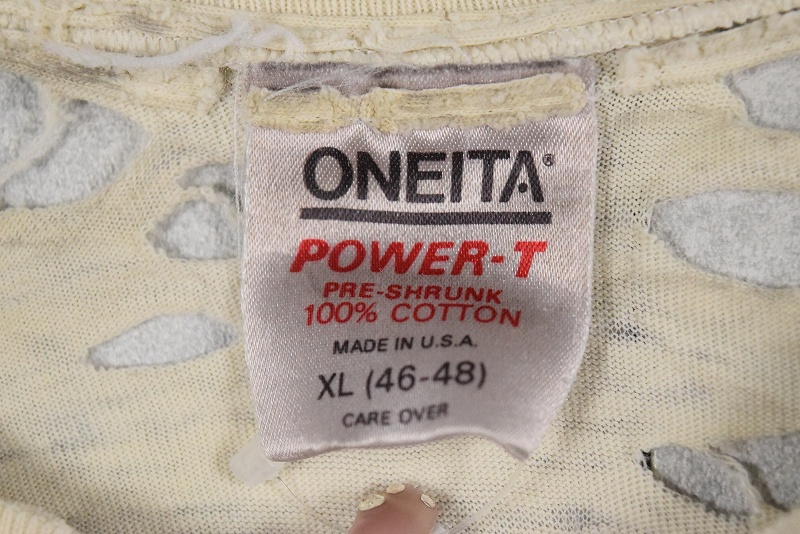 ONEITA®
POWER-T
PRE-SHRUNK
100% COTTON
MADE IN U.S.A.
XL (46-48)
CARE OVER